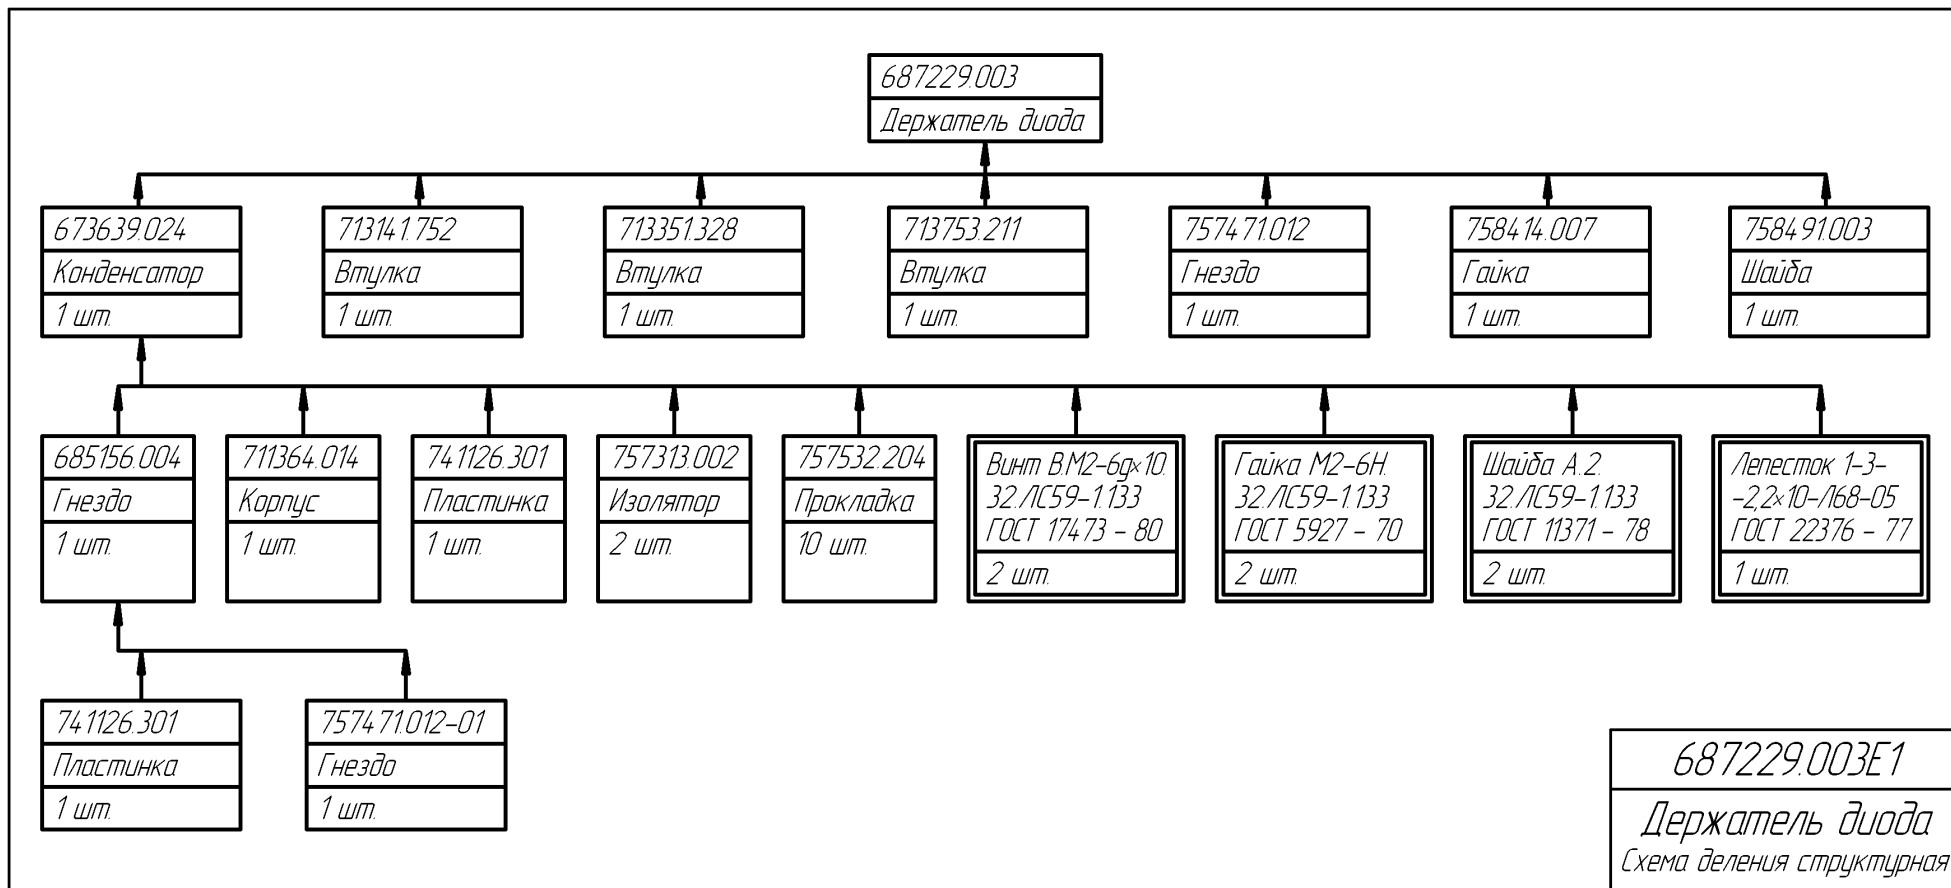 687229.003
Держатель диода
673639.024
Конденсатор
1 шт.
713141.752
Втулка
1 шт.
713351.328
Втулка
1 шт.
713753.211
Втулка
1 шт.
757471.012
Гнездо
1 шт.
758414.007
Гайка
1 шт.
758491.003
Шайба
1 шт.
685156.004
Гнездо
1 шт.
711364.014
Корпус
1 шт.
741126.301
Пластинка
1 шт.
757313.002
Изолятор
2 шт.
757532.204
Прокладка
10 шт.
Винт В.М2-6g×10.
32.ЛС59-1.133
ГОСТ 17473 - 80
2 шт.
Гайка М2-6Н.
32.ЛС59-1.133
ГОСТ 5927 - 70
2 шт.
Шайба А.2.
32.ЛС59-1.133
ГОСТ 11371 - 78
2 шт.
Лепесток 1-3-
-2,2×10-Л68-05
ГОСТ 22376 - 77
1 шт.
741126.301
Пластинка
1 шт.
757471.012-01
Гнездо
1 шт.
687229.003Е1
Держатель диода
Схема деления структурная